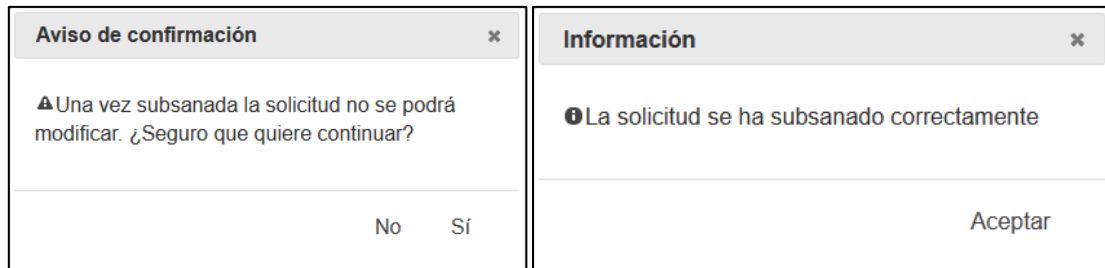 Aviso de confirmación
Una vez subsanada la solicitud no se podrá
modificar. ¿Seguro que quiere continuar?
No Sí
Información
La solicitud se ha subsanado correctamente
Aceptar